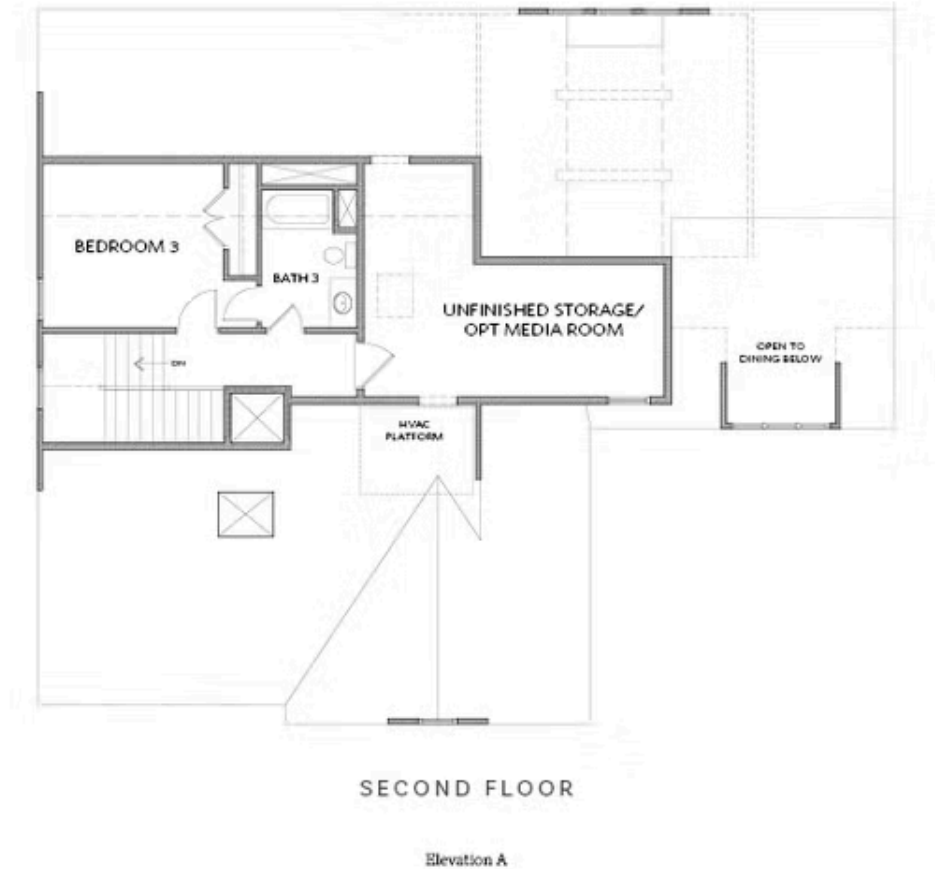 BEDROOM 3
BATH 3
UNFINISHED STORAGE/
OPT MEDIA ROOM
OPEN TO
DINING BELOW
DN
HVAC
PLATFORM
SECOND FLOOR
Elevation A